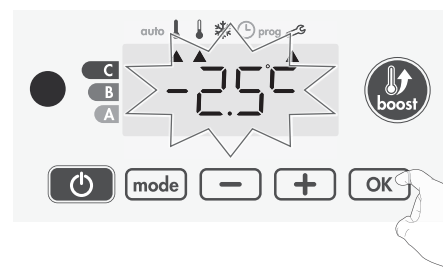 auto prog
C
-2.5°C
B
A
boost
mode − + OK